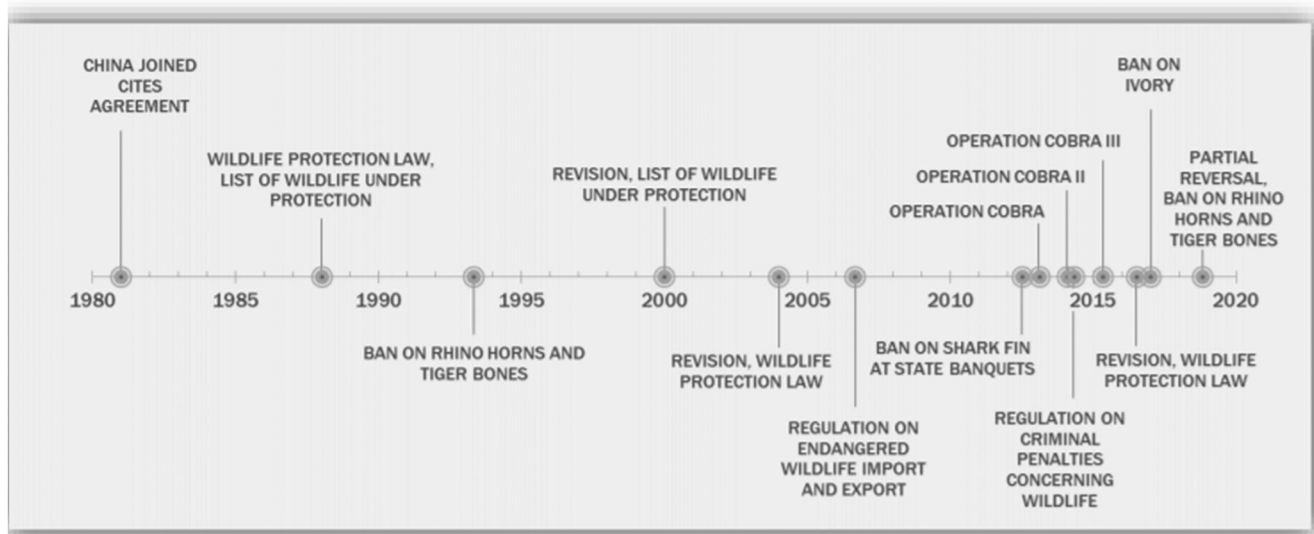 CHINA JOINED
CITES
AGREEMENT
WILDLIFE PROTECTION LAW,
LIST OF WILDLIFE UNDER
PROTECTION
REVISION, LIST OF WILDLIFE
UNDER PROTECTION
OPERATION COBRA
OPERATION COBRA II
OPERATION COBRA III
BAN ON
IVORY
PARTIAL
REVERSAL,
BAN ON RHINO
HORNS AND
TIGER BONES
1980 1985 1990 1995 2000 2005 2010 2015 2020
BAN ON RHINO HORNS AND
TIGER BONES
REVISION, WILDLIFE
PROTECTION LAW
REGULATION ON
ENDANGERED
WILDLIFE IMPORT
AND EXPORT
BAN ON SHARK FIN
AT STATE BANQUETS
REGULATION ON
CRIMINAL
PENALTIES
CONCERNING
WILDLIFE
REVISION, WILDLIFE
PROTECTION LAW